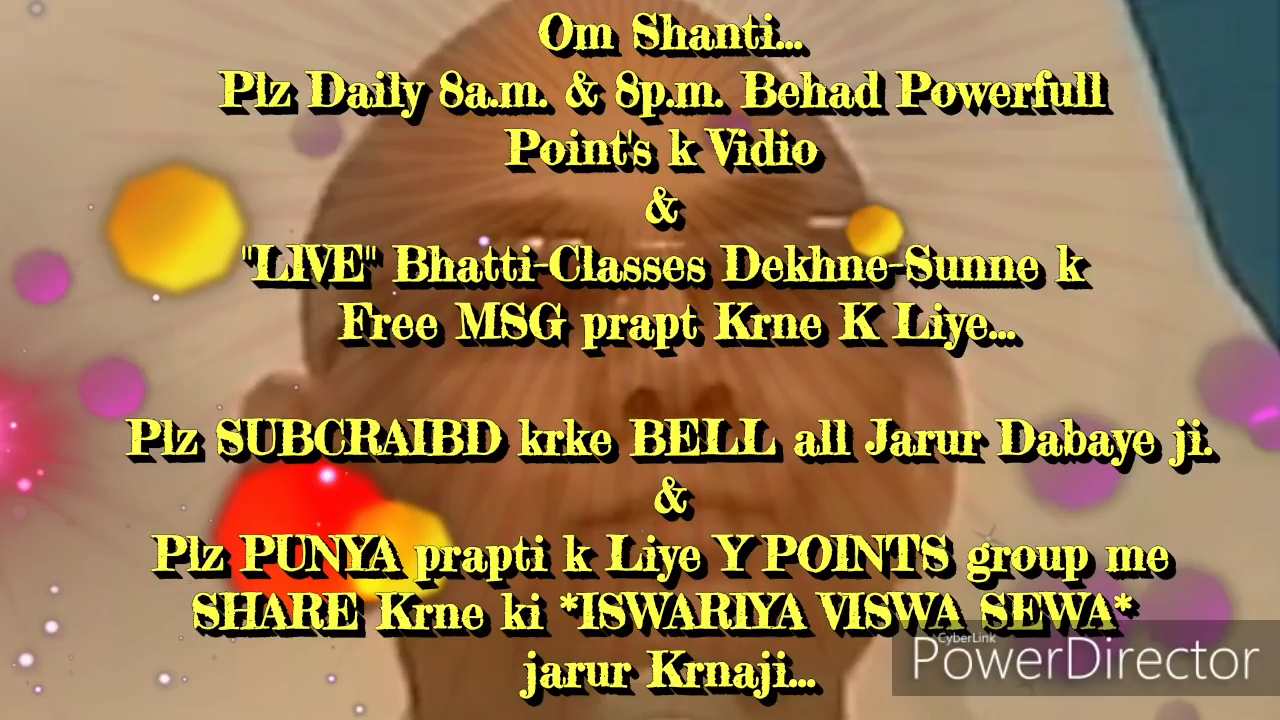 Om Shanti...
Plz Daily 8a.m. & 8p.m. Behad Powerfull
Point's k Vidio
&
"LIVE" Bhatti-Classes Dekhne-Sunne k
Free MSG prapt Krne K Liye...
Plz SUBCRAIBD krke BELL all Jarur Dabaye ji.
&
Plz PUNYA prapti k Liye Y POINTS group me
SHARE Krne ki *ISWARIYA VISWA SEWA*
jarur Krnaji...
CyberLink
PowerDirector